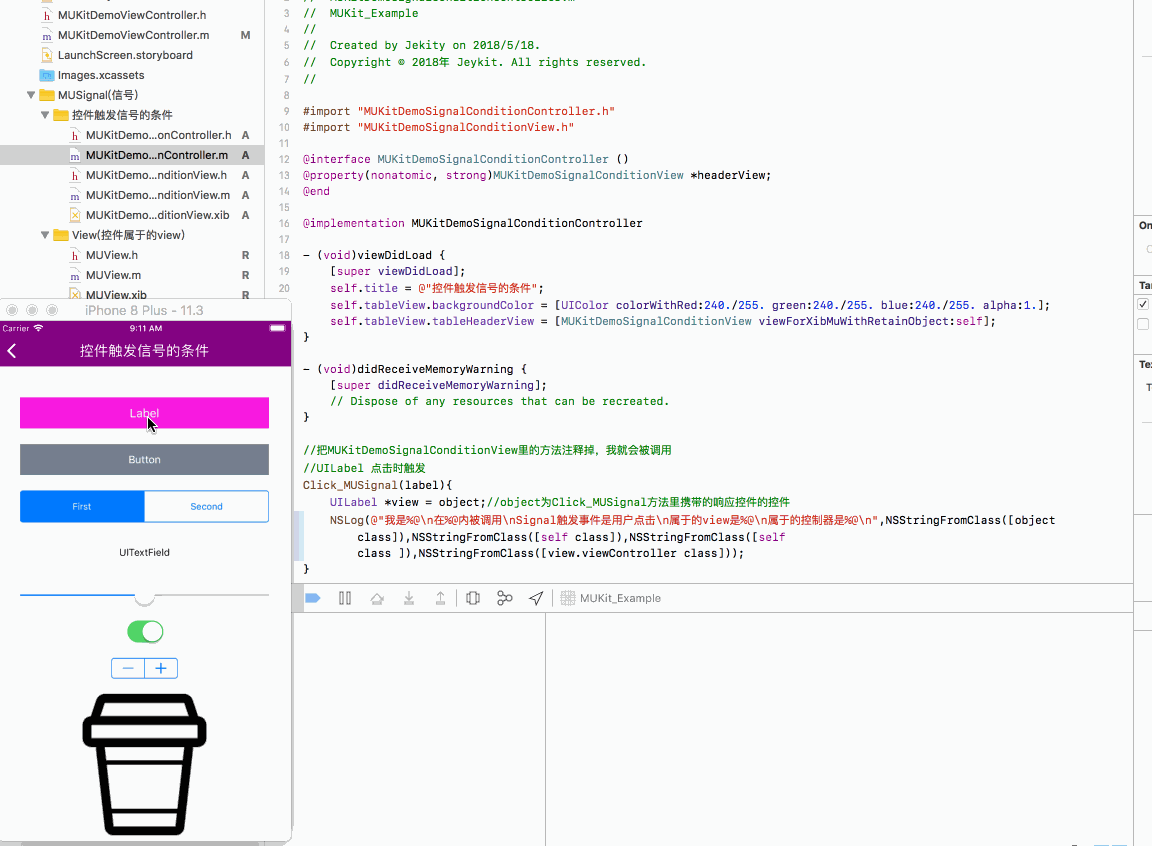 MUKitDemoViewController.h
MUKitDemoViewController.m M
LaunchScreen.storyboard
Images.xcassets
MUSignal(信号)
控件触发信号的条件
MUKitDemo...onController.h A
MUKitDemo...nController.m A
MUKitDemo...nditionView.h A
MUKitDemo...nditionView.m A
MUKitDemo...ditionView.xib A
View(控件属于的view)
MUView.h R
MUView.m R
MUView.xib R
iPhone 8 Plus - 11.3
Carrier 9:11 AM
控件触发信号的条件
Label
Button
First Second
UITextField
3 // MUKit_Example
4 //
5 // Created by Jekity on 2018/5/18.
6 // Copyright © 2018年 Jeykit. All rights reserved.
7 //
8
9 #import "MUKitDemoSignalConditionController.h"
10 #import "MUKitDemoSignalConditionView.h"
11
12 @interface MUKitDemoSignalConditionController ()
13 @property(nonatomic, strong)MUKitDemoSignalConditionView *headerView;
14 @end
15
16 @implementation MUKitDemoSignalConditionController
17
18 - (void)viewDidLoad {
19 [super viewDidLoad];
20 self.title = @"控件触发信号的条件";
self.tableView.backgroundColor = [UIColor colorWithRed:240./255. green:240./255. blue:240./255. alpha:1.];
self.tableView.tableHeaderView = [MUKitDemoSignalConditionView viewForXibMuWithRetainObject:self];
}
- (void)didReceiveMemoryWarning {
[super didReceiveMemoryWarning];
// Dispose of any resources that can be recreated.
}
//把MUKitDemoSignalConditionView里的方法注释掉，我就会被调用
//UILabel 点击时触发
Click_MUSignal(label){
UILabel *view = object;//object为Click_MUSignal方法里携带的响应控件的控件
NSLog(@"我是%@\n在%@内被调用\nSignal触发事件是用户点击\n属于的view是%@\n属于的控制器是%@\n",NSStringFromClass([object
class]),NSStringFromClass([self class]),NSStringFromClass([self
class ]),NSStringFromClass([view.viewController class]));
}
MUKit_Example